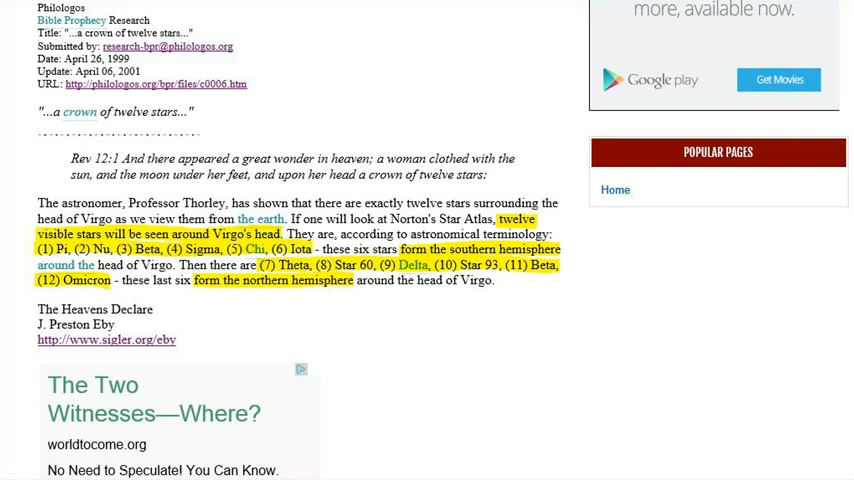 Philologos
Bible Prophecy Research
Title: "...a crown of twelve stars..."
Submitted by: research-bpr@philologos.org
Date: April 26, 1999
Update: April 06, 2001
URL: http://philologos.org/bpr/files/c0006.htm
"...a crown of twelve stars..."
Rev 12:1 And there appeared a great wonder in heaven; a woman clothed with the
sun, and the moon under her feet, and upon her head a crown of twelve stars:
The astronomer, Professor Thorley, has shown that there are exactly twelve stars surrounding the
head of Virgo as we view them from the earth. If one will look at Norton's Star Atlas, twelve
visible stars will be seen around Virgo's head. They are, according to astronomical terminology:
(1) Pi, (2) Nu, (3) Beta, (4) Sigma, (5) Chi, (6) Iota - these six stars form the southern hemisphere
around the head of Virgo. Then there are (7) Theta, (8) Star 60, (9) Delta, (10) Star 93, (11) Beta,
(12) Omicron - these last six form the northern hemisphere around the head of Virgo.
The Heavens Declare
J. Preston Eby
http://www.sigler.org/eby
The Two
Witnesses—Where?
worldtocome.org
No Need to Speculate! You Can Know.
more, available now.
Google play
Get Movies
POPULAR PAGES
Home